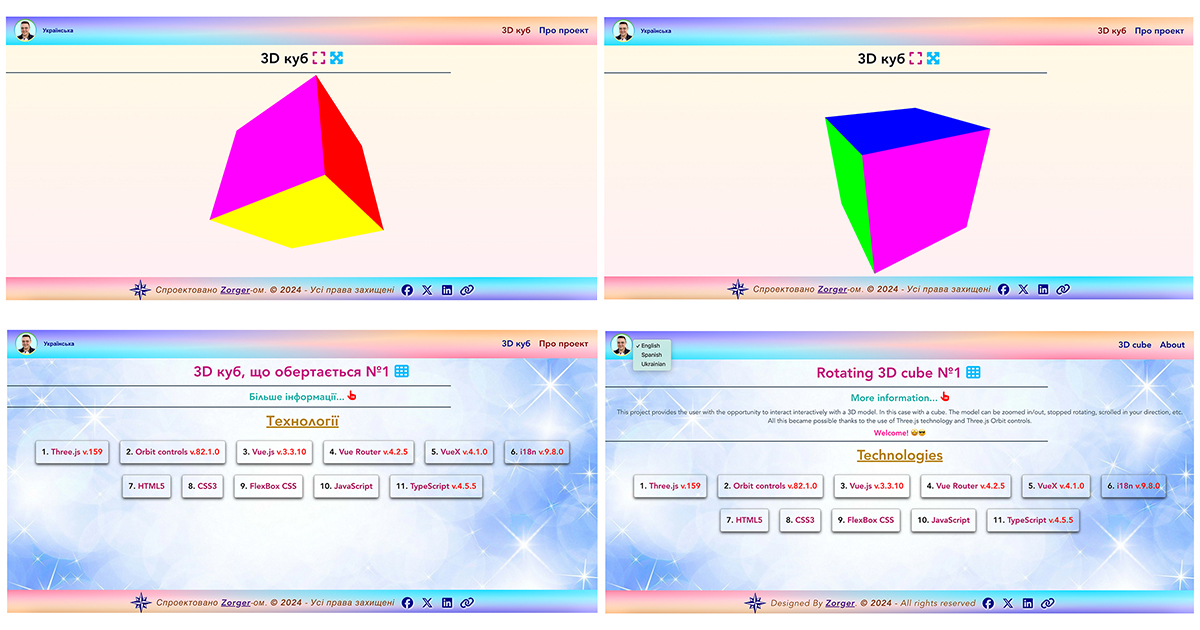 Українська
3D куб Про проект
3D куб
Спроектовано Zorger-ом. © 2024 - Усі права захищені
Українська
3D куб Про проект
3D куб
Спроектовано Zorger-ом. © 2024 - Усі права захищені
Українська
3D куб Про проект
3D куб, що обертається №1
Більше інформації...
Технології
1. Three.js v.159 2. Orbit controls v.82.1.0 3. Vue.js v.3.3.10 4. Vue Router v.4.2.5 5. VueX v.4.1.0 6. i18n v.9.8.0
7. HTML5 8. CSS3 9. FlexBox CSS 10. JavaScript 11. TypeScript v.4.5.5
Спроектовано Zorger-ом. © 2024 - Усі права захищені
✓ English
Spanish
Ukrainian
3D cube About
Rotating 3D cube №1
More information...
This project provides the user with the opportunity to interact interactively with a 3D model. In this case with a cube. The model can be zoomed in/out, stopped rotating, scrolled in your direction, etc.
All this became possible thanks to the use of Three.js technology and Three.js Orbit controls.
Welcome!
Technologies
1. Three.js v.159 2. Orbit controls v.82.1.0 3. Vue.js v.3.3.10 4. Vue Router v.4.2.5 5. VueX v.4.1.0 6. i18n v.9.8.0
7. HTML5 8. CSS3 9. FlexBox CSS 10. JavaScript 11. TypeScript v.4.5.5
Designed By Zorger. © 2024 - All rights reserved